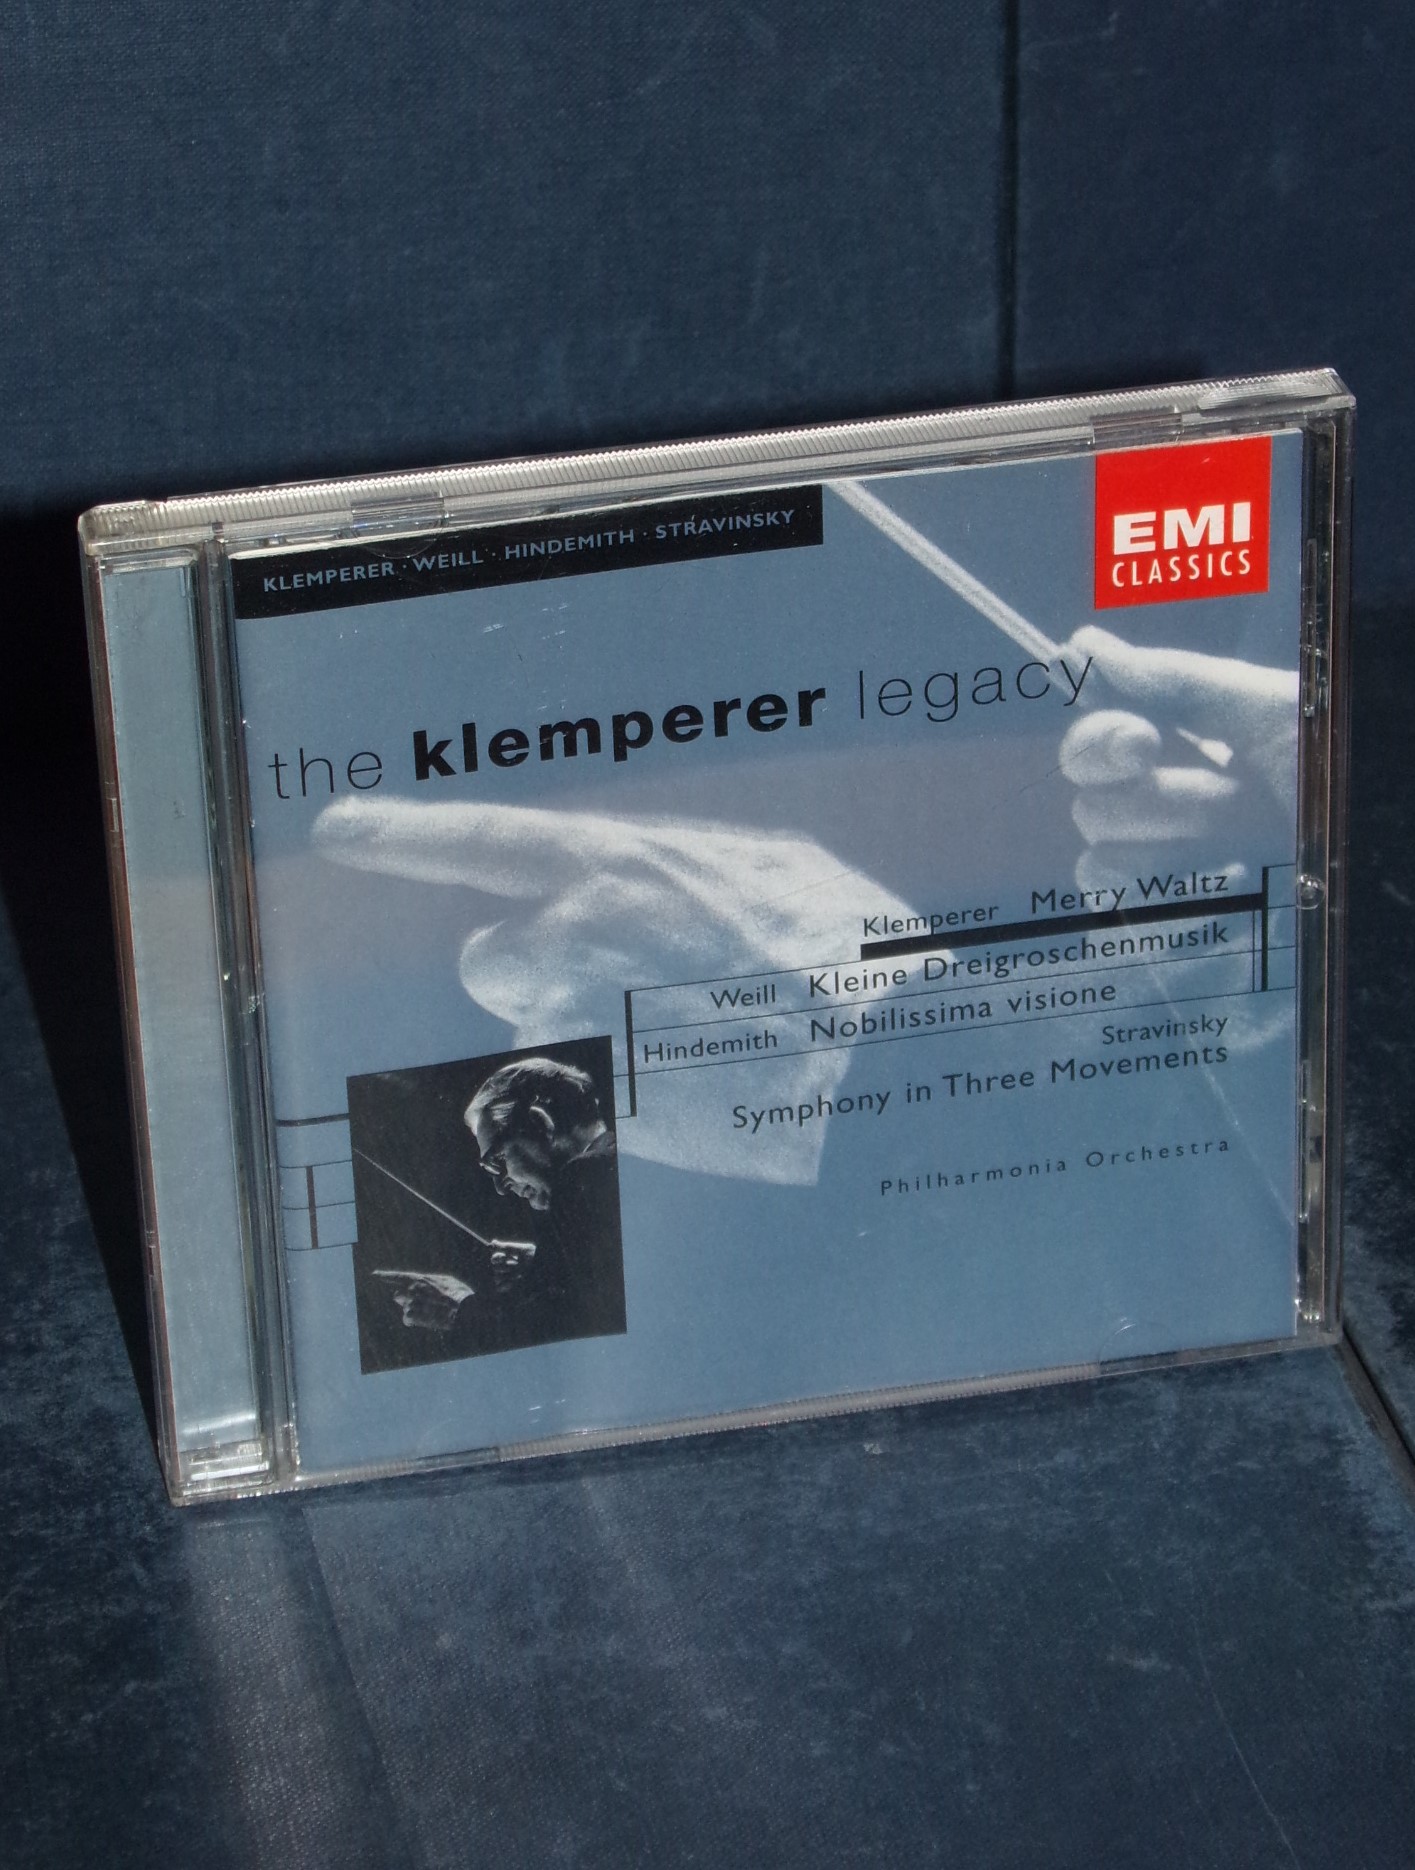 KLEMPERER · WEILL · HINDEMITH · STRAVINSKY
EMI
CLASSICS
the klemperer legacy
Klemperer Merry Waltz
Weill Kleine Dreigroschenmusik
Hindemith Nobilissima visione
Stravinsky
Symphony in Three Movements
Philharmonia Orchestra